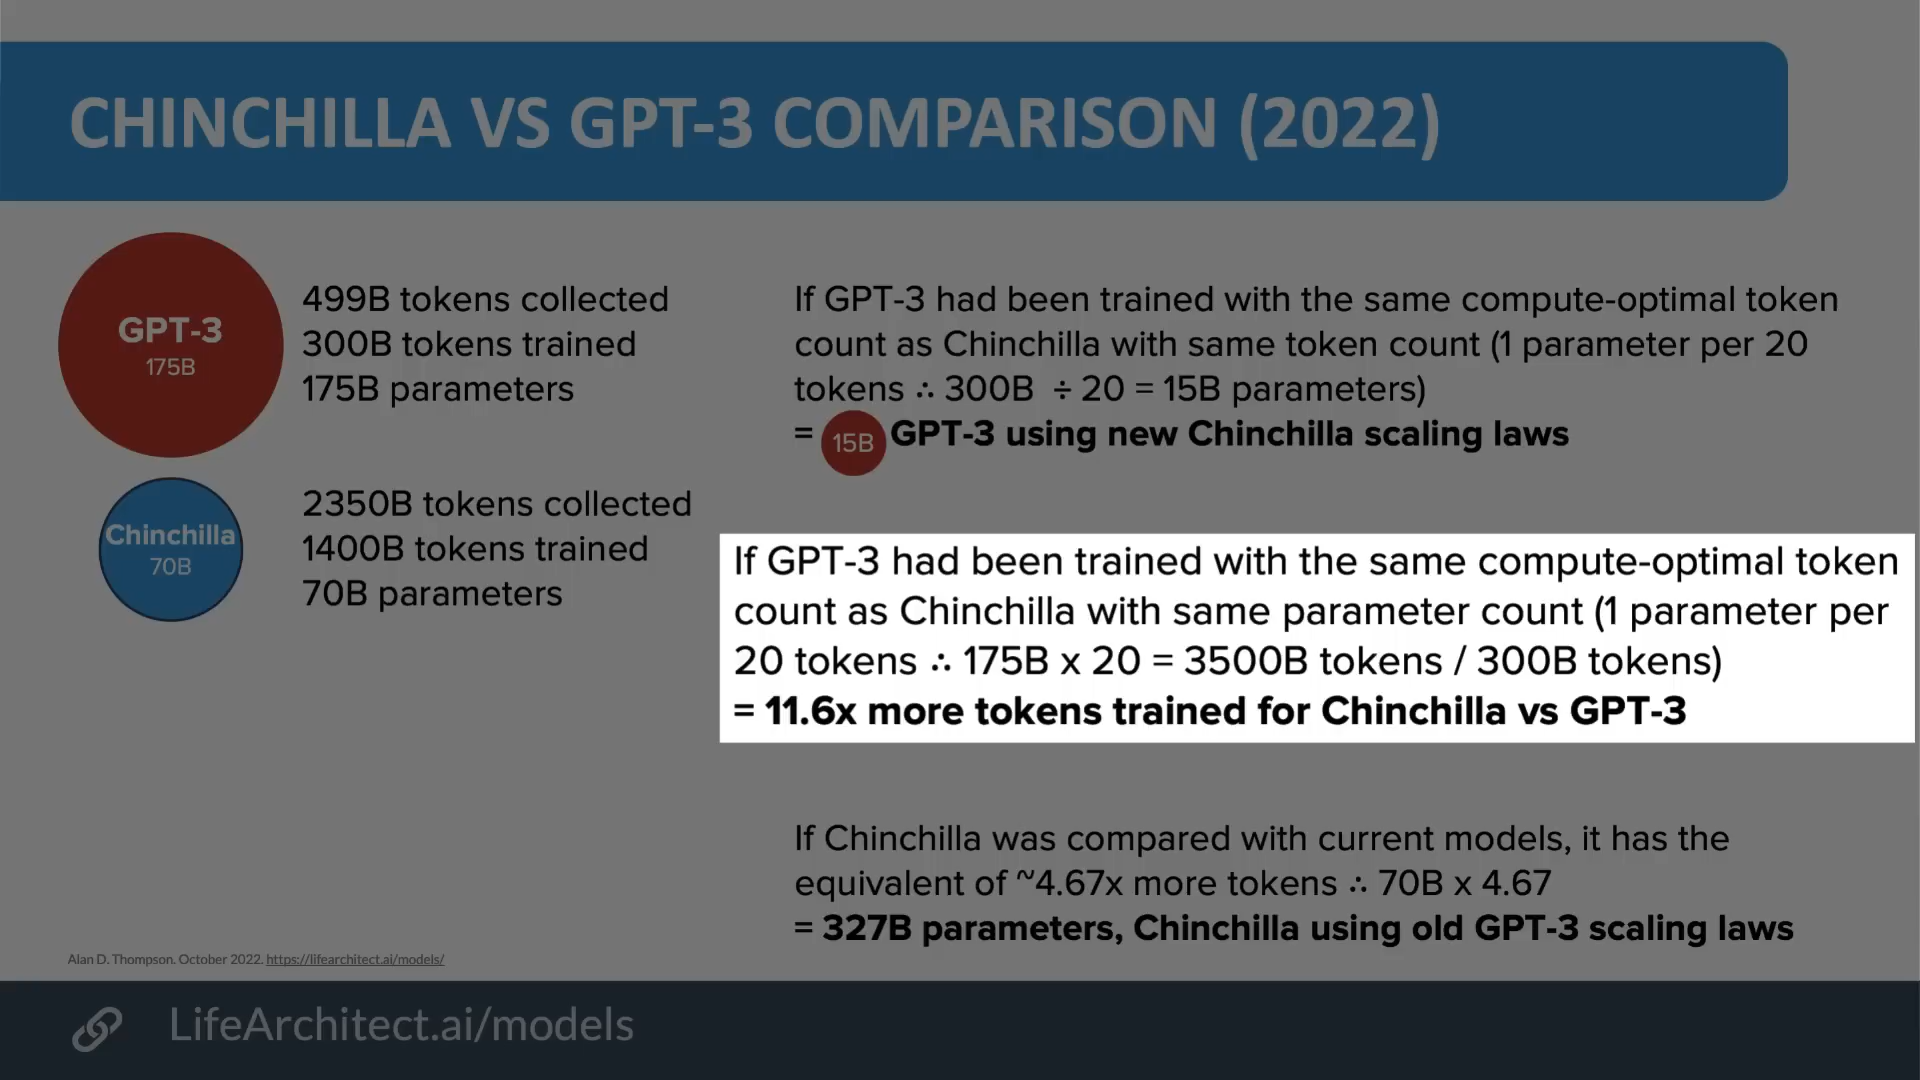 CHINCHILLA VS GPT-3 COMPARISON (2022)
GPT-3
175B
499B tokens collected
300B tokens trained
175B parameters
Chinchilla
70B
2350B tokens collected
1400B tokens trained
70B parameters
If GPT-3 had been trained with the same compute-optimal token
count as Chinchilla with same token count (1 parameter per 20
tokens ∴ 300B ÷ 20 = 15B parameters)
= 15B GPT-3 using new Chinchilla scaling laws
If GPT-3 had been trained with the same compute-optimal token
count as Chinchilla with same parameter count (1 parameter per
20 tokens ∴ 175B x 20 = 3500B tokens / 300B tokens)
= 11.6x more tokens trained for Chinchilla vs GPT-3
If Chinchilla was compared with current models, it has the
equivalent of ~4.67x more tokens ∴ 70B x 4.67
= 327B parameters, Chinchilla using old GPT-3 scaling laws
Alan D. Thompson. October 2022. https://lifearchitect.ai/models/
LifeArchitect.ai/models